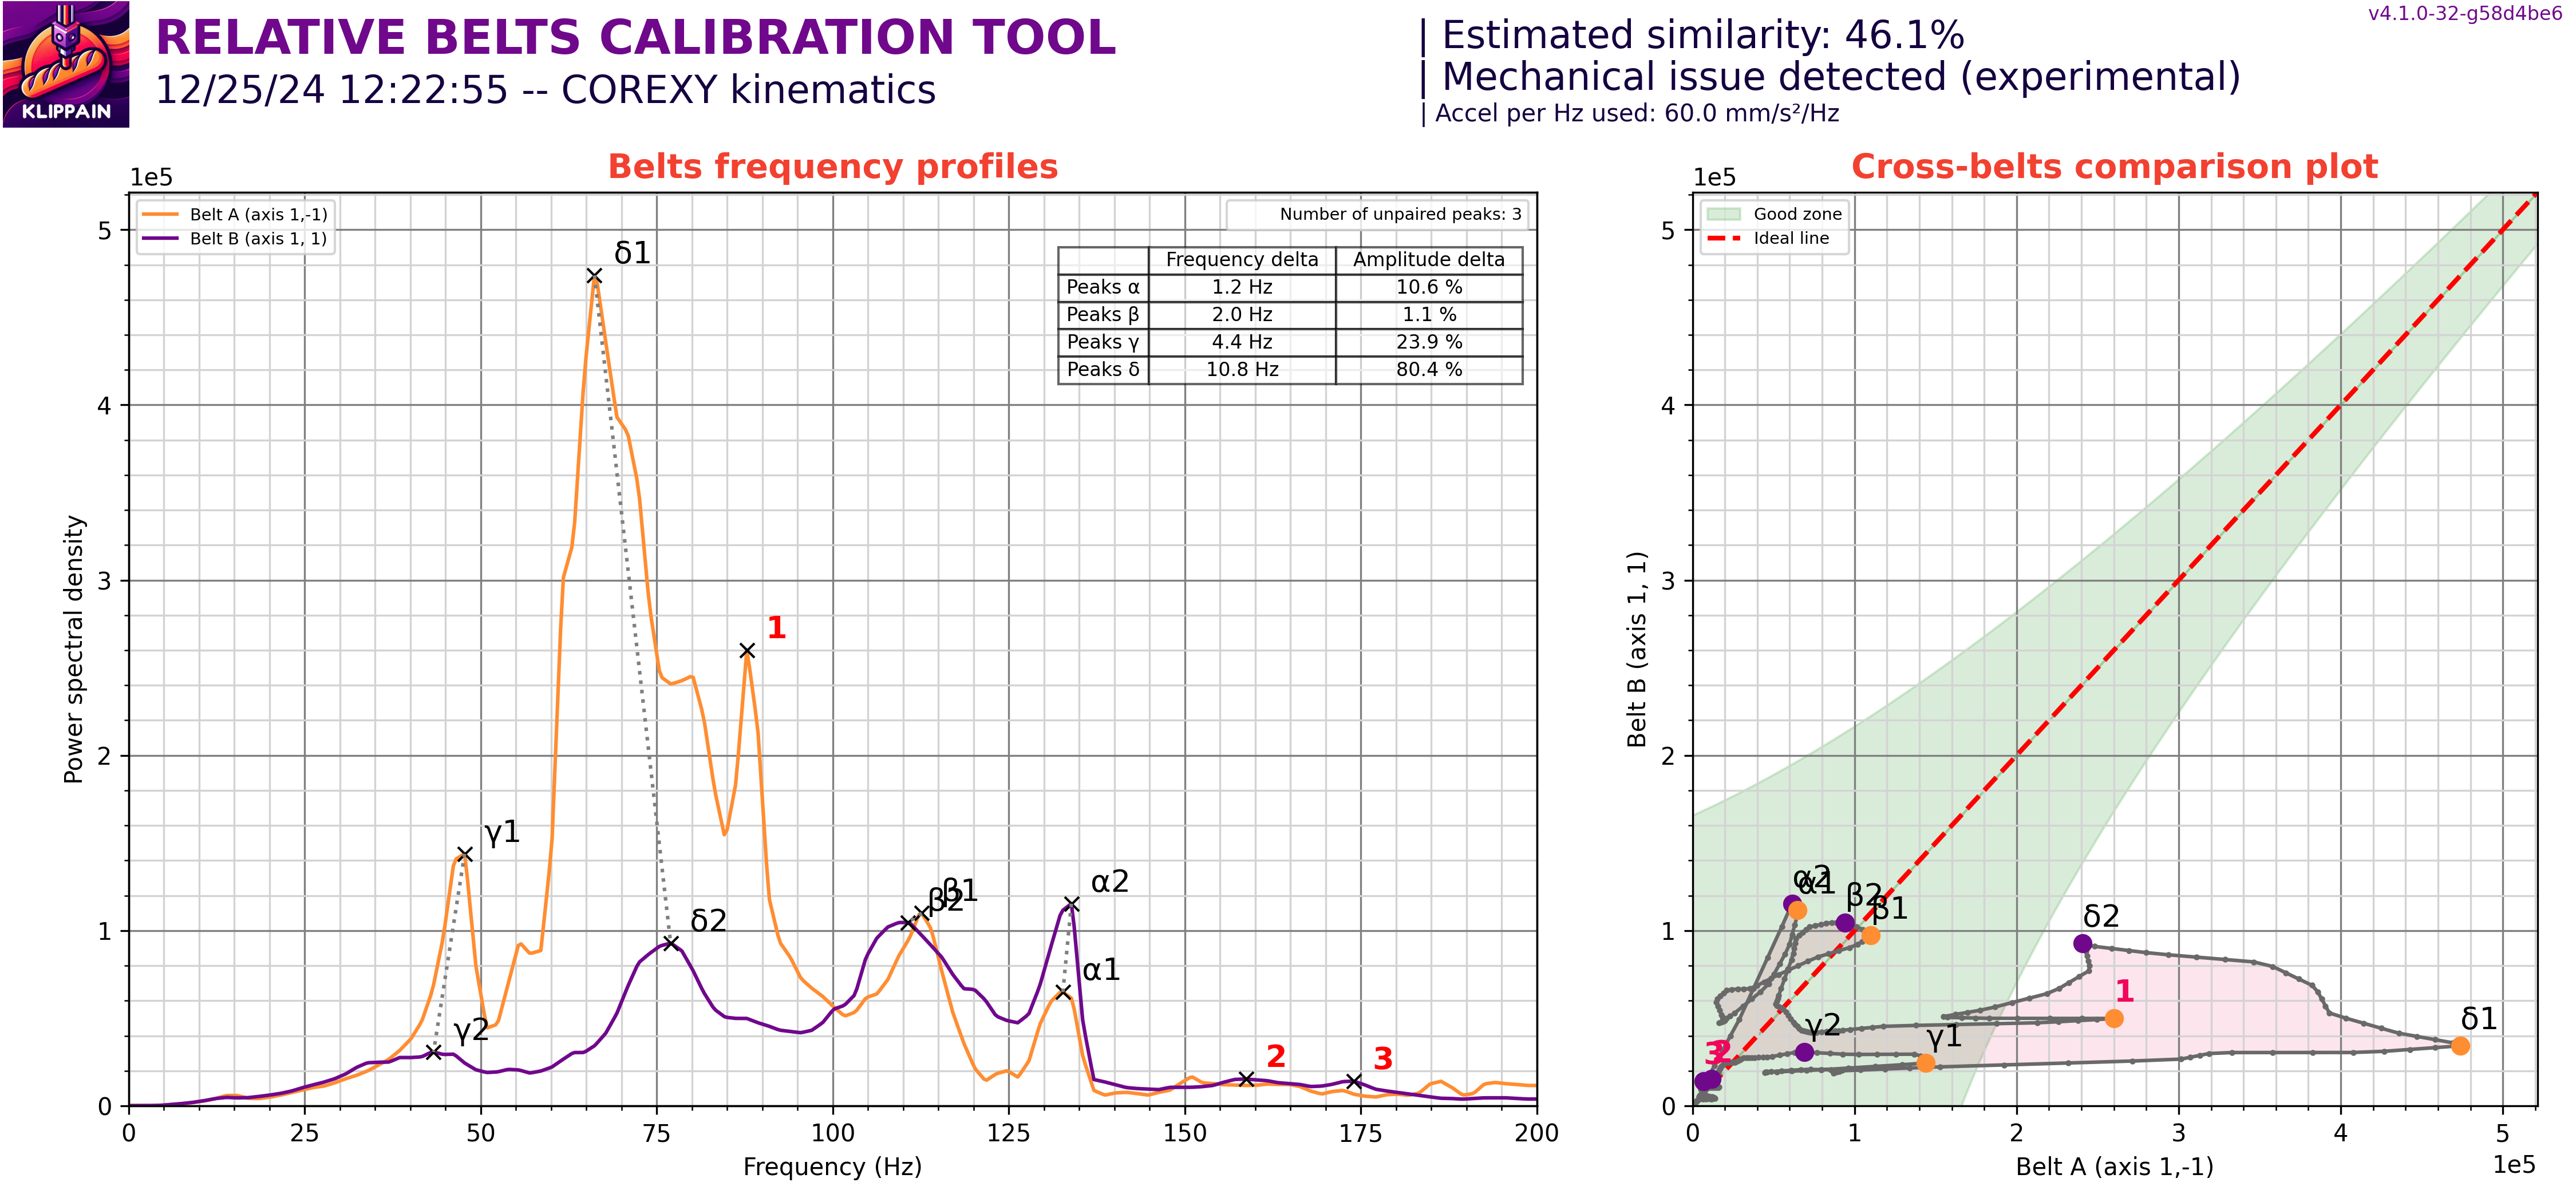 KLIPPAIN
RELATIVE BELTS CALIBRATION TOOL
12/25/24 12:22:55 -- COREXY kinematics
| Estimated similarity: 46.1%
| Mechanical issue detected (experimental)
| Accel per Hz used: 60.0 mm/s²/Hz
v4.1.0-32-g58d4be6
Belts frequency profiles
1e5
Belt A (axis 1,-1)
Belt B (axis 1, 1)
Number of unpaired peaks: 3
Frequency delta Amplitude delta
Peaks α 1.2 Hz 10.6 %
Peaks β 2.0 Hz 1.1 %
Peaks γ 4.4 Hz 23.9 %
Peaks δ 10.8 Hz 80.4 %
δ1
1
γ1
δ2
β1
β2
α2
α1
γ2
2
3
5
4
3
2
1
0
Power spectral density
0 25 50 75 100 125 150 175 200
Frequency (Hz)
Cross-belts comparison plot
1e5
Good zone
Ideal line
α2
α1
β2
β1
δ2
1
δ1
γ2
γ1
3
2
5
4
3
2
1
0
Belt B (axis 1, 1)
0 1 2 3 4 5
Belt A (axis 1,-1)
1e5